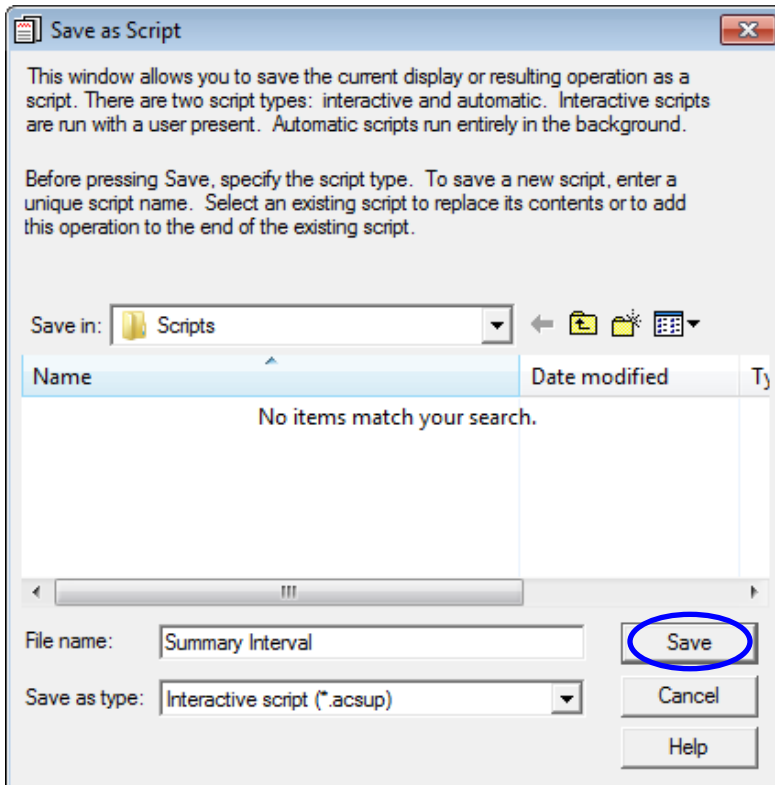 Save as Script
This window allows you to save the current display or resulting operation as a
script. There are two script types: interactive and automatic. Interactive scripts
are run with a user present. Automatic scripts run entirely in the background.
Before pressing Save, specify the script type. To save a new script, enter a
unique script name. Select an existing script to replace its contents or to add
this operation to the end of the existing script.
Save in: Scripts
Name Date modified Ty
No items match your search.
File name: Summary Interval Save
Save as type: Interactive script (*.acsup) Cancel
Help